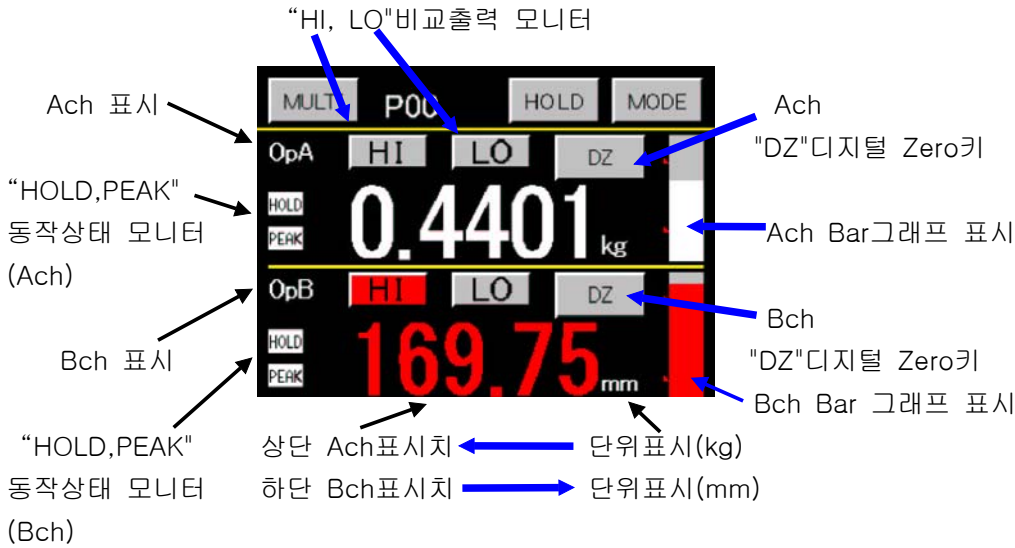 “HI, LO"비교출력 모니터
MULTI P00 HOLD MODE
Ach 표시
Ach
"DZ"디지털 Zero키
OpA HI LO DZ
“HOLD,PEAK"
동작상태 모니터
(Ach)
HOLD
PEAK
0.4401 kg
Ach Bar그래프 표시
OpB HI LO DZ
Bch
"DZ"디지털 Zero키
Bch 표시
HOLD
PEAK
169.75 mm
Bch Bar 그래프 표시
“HOLD,PEAK"
동작상태 모니터
(Bch)
상단 Ach표시치 단위표시(kg)
하단 Bch표시치 단위표시(mm)